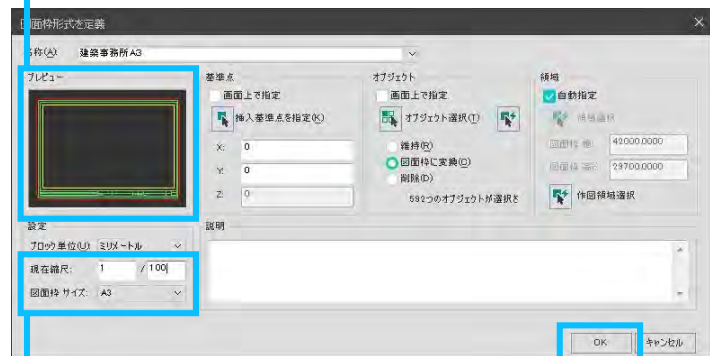 図面枠形式を定義
名称(A) 建築事務所A3
プレビュー
基準点
画面上で指定
挿入基準点を指定(K)
X: 0
Y: 0
Z: 0
オブジェクト
画面上で指定
オブジェクト選択(T)
維持(R)
図面枠に変換(C)
削除(D)
592つのオブジェクトが選択さ
領域
自動指定
領域選択
図面枠 幅: 42000.0000
図面枠 高さ: 29700.0000
作図領域選択
設定
ブロック単位(U): ミリメートル
現在縮尺: 1 / 100
図面枠 サイズ: A3
説明
OK
キャンセル